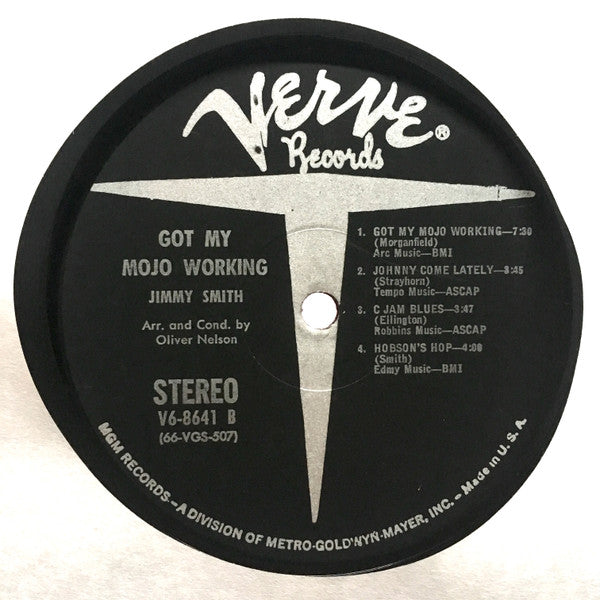 Verve®
Records
GOT MY
MOJO WORKING
JIMMY SMITH
Arr. and Cond. by
Oliver Nelson
STEREO
V6-8641 B
(66-VGS-507)
1. GOT MY MOJO WORKING—7:30
(Morganfield)
Arc Music—BMI
2. JOHNNY COME LATELY—3:45
(Strayhorn)
Tempo Music—ASCAP
3. C JAM BLUES—3:47
(Ellington)
Robbins Music—ASCAP
4. HOBSON'S HOP—4:00
(Smith)
Edmy Music—BMI
MGM RECORDS—A DIVISION OF METRO-GOLDWYN-MAYER, INC. – Made in U. S. A.